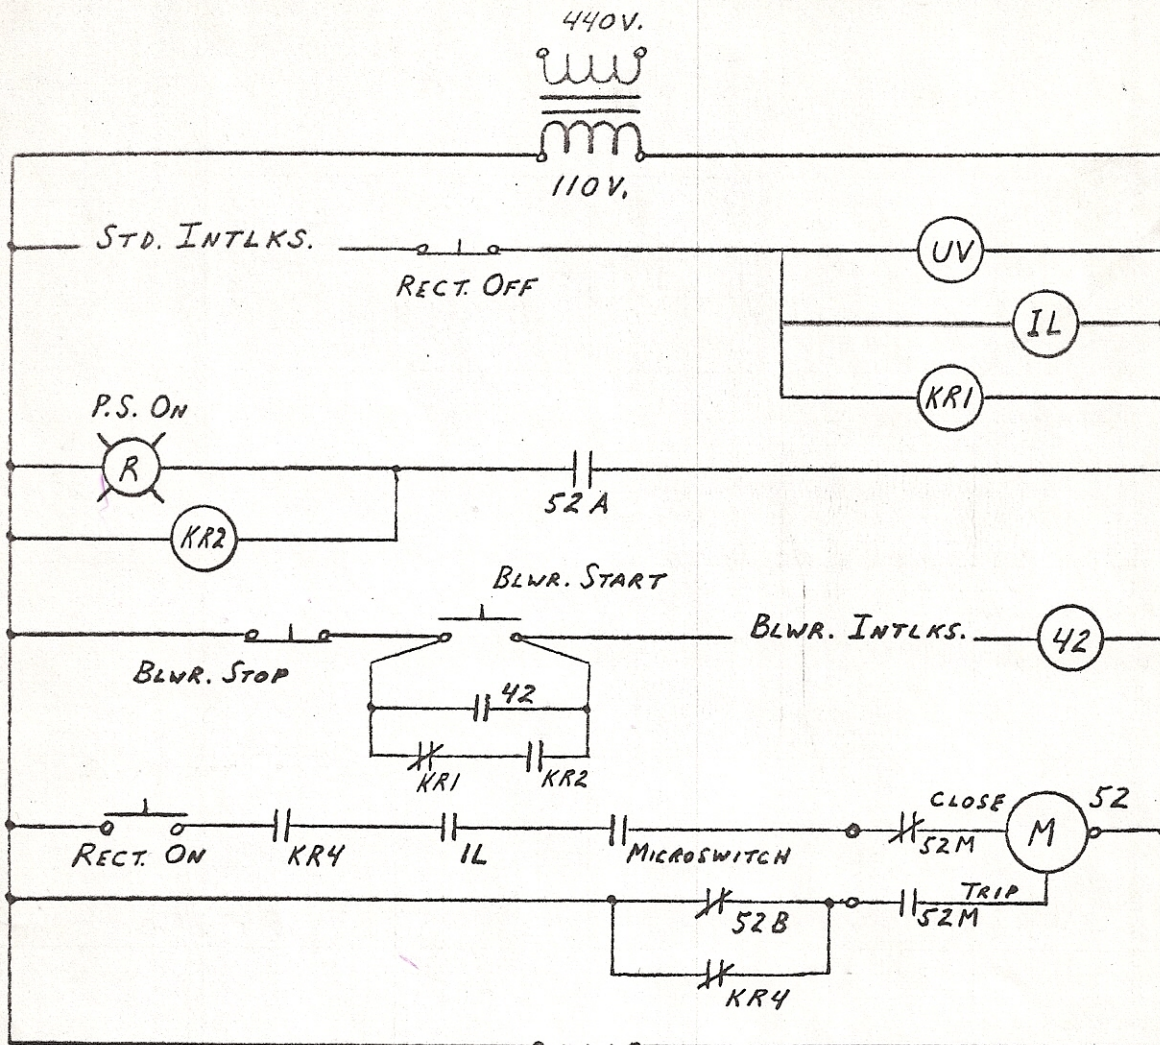 440V.
110V.
STD. INTLKS.
RECT. OFF
UV
IL
KR1
P.S. ON
R
52A
KR2
BLWR. START
BLWR. STOP
BLWR. INTLKS.
42
42
KR1
KR2
RECT. ON
KR4
IL
MICROSWITCH
CLOSE
52M
M
52
52B
TRIP
52M
KR4